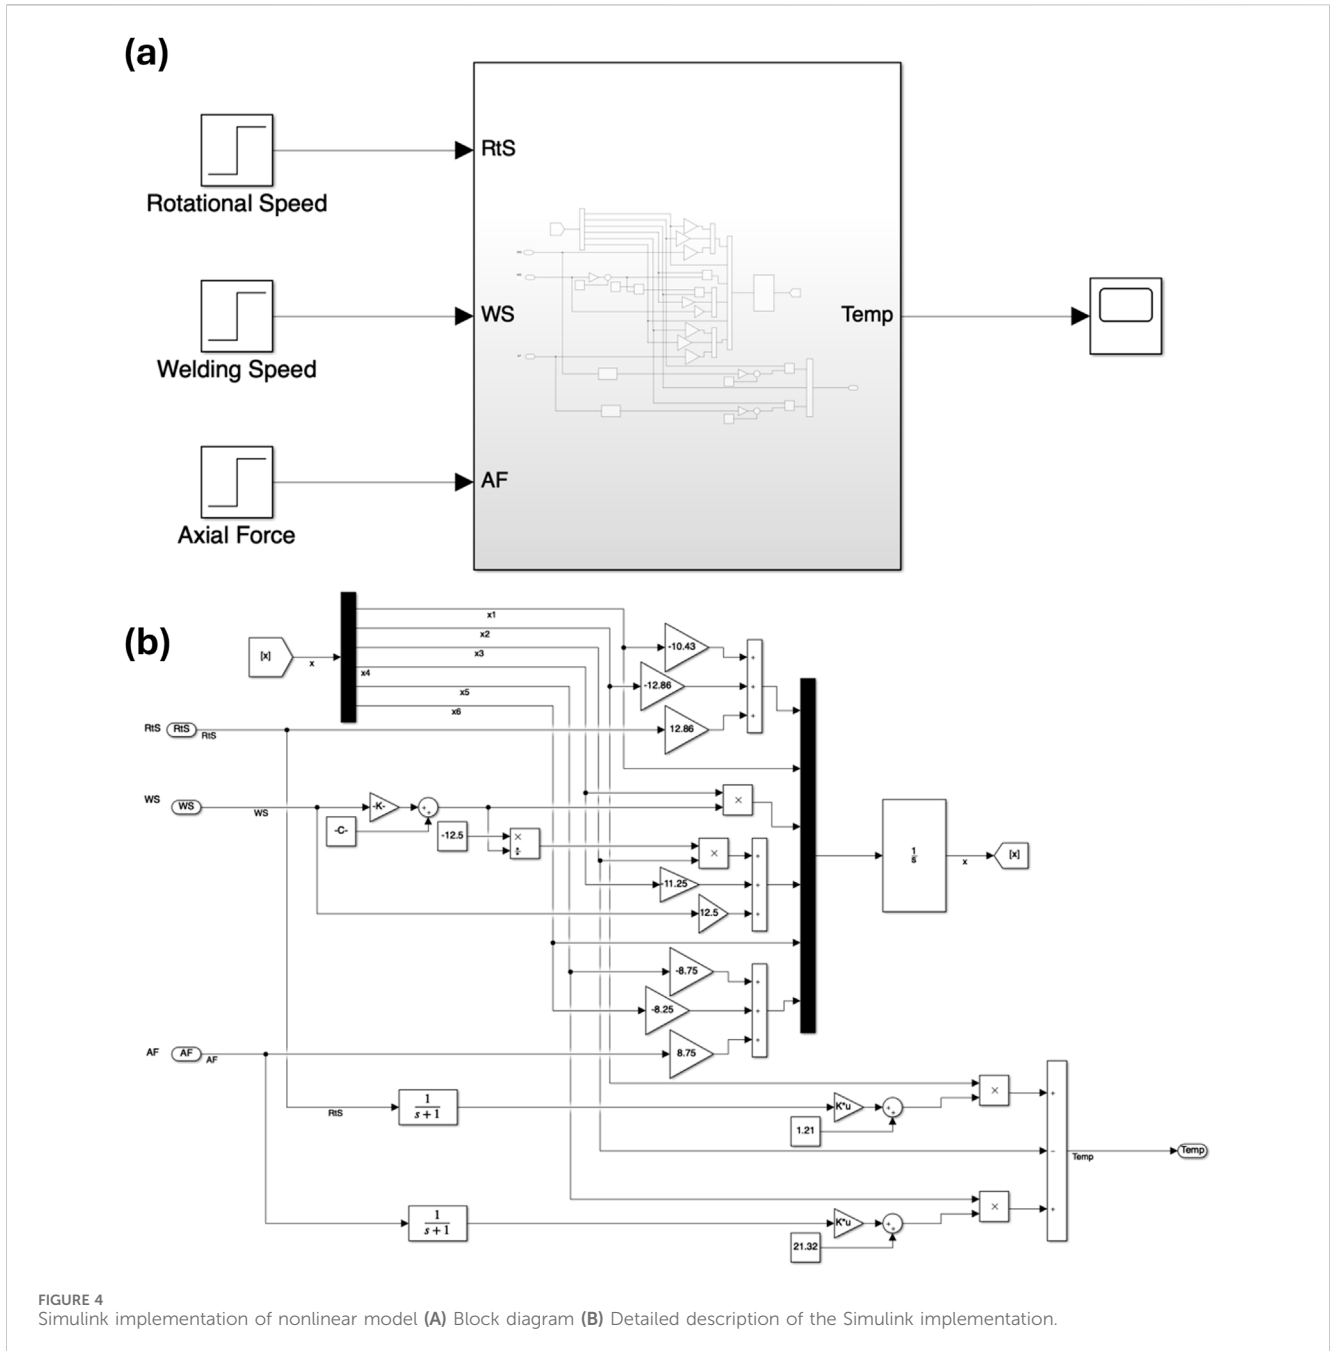 (a)
RtS
Rotational Speed
WS
Temp
Welding Speed
AF
Axial Force
(b)
x1
x2
x3
x4
x5
x6
[x]
x
-10.43
-12.86
12.86
RtS
RtS
RtS
WS
WS
WS
-K-
-C-
-12.5
×
÷
×
×
-11.25
12.5
1
s
x
[x]
-8.75
-8.25
8.75
AF
AF
AF
RtS
1
s + 1
K*u
1.21
×
Temp
Temp
1
s + 1
K*u
21.32
×
FIGURE 4
Simulink implementation of nonlinear model (A) Block diagram (B) Detailed description of the Simulink implementation.